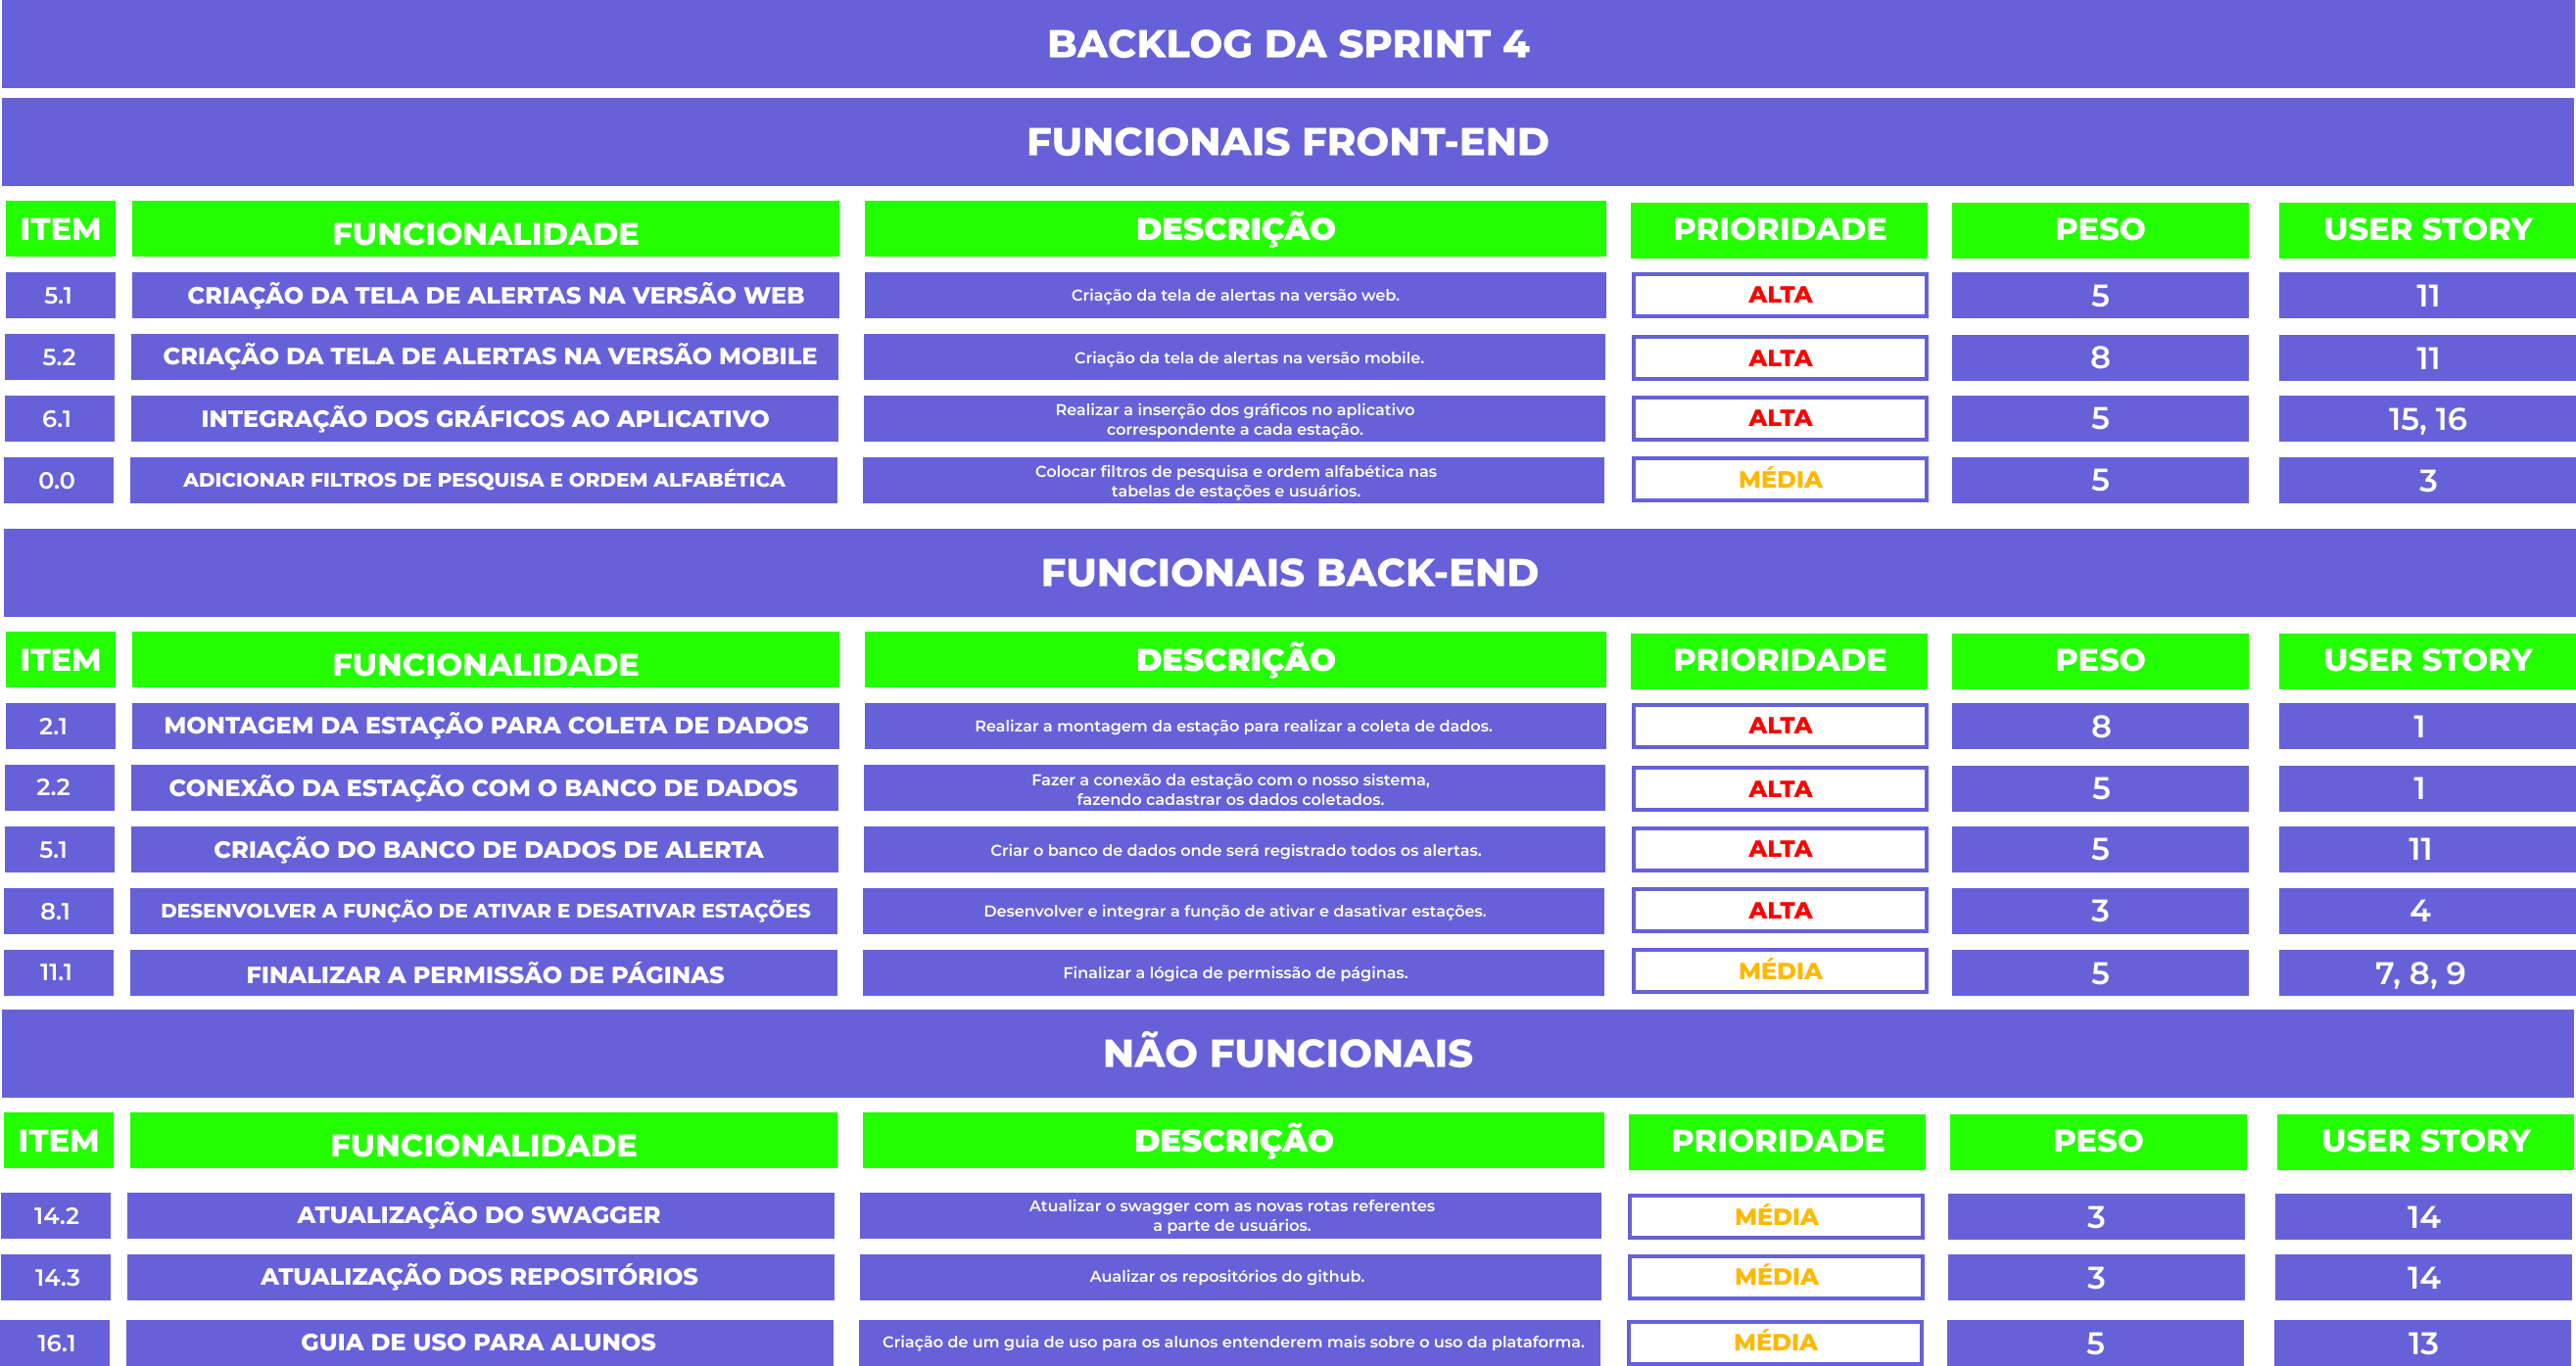 BACKLOG DA SPRINT 4
FUNCIONAIS FRONT-END
ITEM FUNCIONALIDADE DESCRIÇÃO PRIORIDADE PESO USER STORY
5.1 CRIAÇÃO DA TELA DE ALERTAS NA VERSÃO WEB Criação da tela de alertas na versão web. ALTA 5 11
5.2 CRIAÇÃO DA TELA DE ALERTAS NA VERSÃO MOBILE Criação da tela de alertas na versão mobile. ALTA 8 11
6.1 INTEGRAÇÃO DOS GRÁFICOS AO APLICATIVO Realizar a inserção dos gráficos no aplicativo
correspondente a cada estação. ALTA 5 15, 16
0.0 ADICIONAR FILTROS DE PESQUISA E ORDEM ALFABÉTICA Colocar filtros de pesquisa e ordem alfabética nas
tabelas de estações e usuários. MÉDIA 5 3
FUNCIONAIS BACK-END
ITEM FUNCIONALIDADE DESCRIÇÃO PRIORIDADE PESO USER STORY
2.1 MONTAGEM DA ESTAÇÃO PARA COLETA DE DADOS Realizar a montagem da estação para realizar a coleta de dados. ALTA 8 1
2.2 CONEXÃO DA ESTAÇÃO COM O BANCO DE DADOS Fazer a conexão da estação com o nosso sistema,
fazendo cadastrar os dados coletados. ALTA 5 1
5.1 CRIAÇÃO DO BANCO DE DADOS DE ALERTA Criar o banco de dados onde será registrado todos os alertas. ALTA 5 11
8.1 DESENVOLVER A FUNÇÃO DE ATIVAR E DESATIVAR ESTAÇÕES Desenvolver e integrar a função de ativar e dasativar estações. ALTA 3 4
11.1 FINALIZAR A PERMISSÃO DE PÁGINAS Finalizar a lógica de permissão de páginas. MÉDIA 5 7, 8, 9
NÃO FUNCIONAIS
ITEM FUNCIONALIDADE DESCRIÇÃO PRIORIDADE PESO USER STORY
14.2 ATUALIZAÇÃO DO SWAGGER Atualizar o swagger com as novas rotas referentes
a parte de usuários. MÉDIA 3 14
14.3 ATUALIZAÇÃO DOS REPOSITÓRIOS Aualizar os repositórios do github. MÉDIA 3 14
16.1 GUIA DE USO PARA ALUNOS Criação de um guia de uso para os alunos entenderem mais sobre o uso da plataforma. MÉDIA 5 13